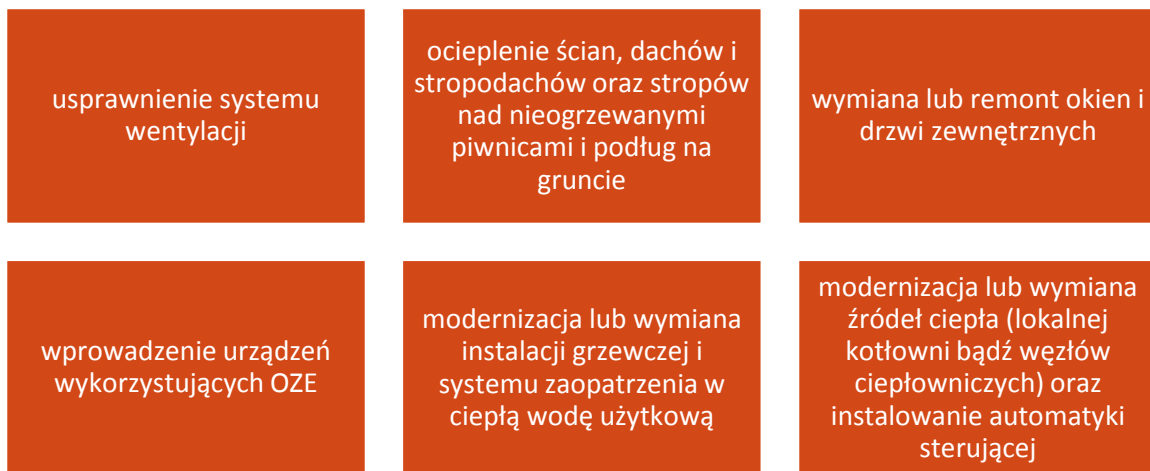 usprawnienie systemu
wentylacji
ocieplenie ścian, dachów i
stropodachów oraz stropów
nad nieogrzewanymi
piwnicami i podług na
gruncie
wymiana lub remont okien i
drzwi zewnętrznych
wprowadzenie urządzeń
wykorzystujących OZE
modernizacja lub wymiana
instalacji grzewczej i
systemu zaopatrzenia w
ciepłą wodę użytkową
modernizacja lub wymiana
źródeł ciepła (lokalnej
kotłowni bądź węzłów
ciepłowniczych) oraz
instalowanie automatyki
sterującej